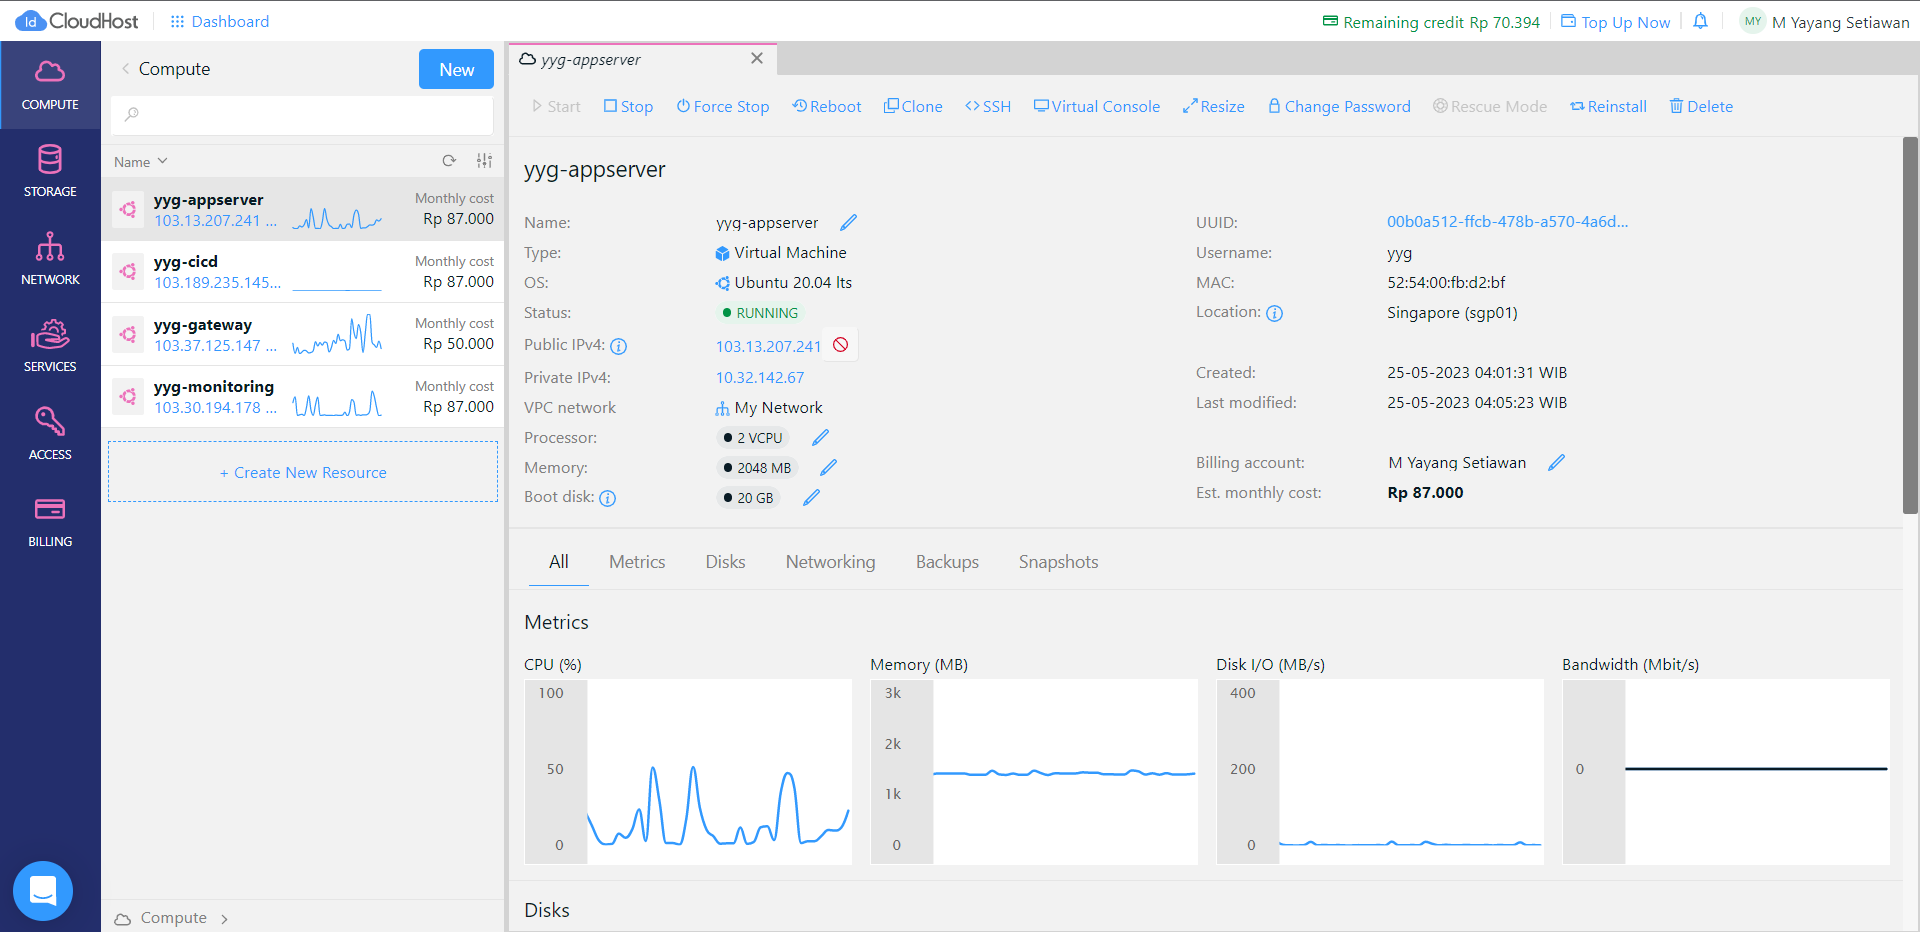 Id CloudHost
Dashboard
Remaining credit Rp 70.394
Top Up Now
MY M Yayang Setiawan
COMPUTE
STORAGE
NETWORK
SERVICES
ACCESS
BILLING
Compute
New
Name
yyg-appserver
103.13.207.241 ...
Monthly cost
Rp 87.000
yyg-cicd
103.189.235.145...
Monthly cost
Rp 87.000
yyg-gateway
103.37.125.147 ...
Monthly cost
Rp 50.000
yyg-monitoring
103.30.194.178 ...
Monthly cost
Rp 87.000
+ Create New Resource
Compute
yyg-appserver
Start Stop Force Stop Reboot Clone SSH Virtual Console Resize Change Password Rescue Mode Reinstall Delete
yyg-appserver
Name: yyg-appserver
Type: Virtual Machine
OS: Ubuntu 20.04 lts
Status: RUNNING
Public IPv4: 103.13.207.241
Private IPv4: 10.32.142.67
VPC network My Network
Processor: 2 VCPU
Memory: 2048 MB
Boot disk: 20 GB
UUID: 00b0a512-ffcb-478b-a570-4a6d...
Username: yyg
MAC: 52:54:00:fb:d2:bf
Location: Singapore (sgp01)
Created: 25-05-2023 04:01:31 WIB
Last modified: 25-05-2023 04:05:23 WIB
Billing account: M Yayang Setiawan
Est. monthly cost: Rp 87.000
All Metrics Disks Networking Backups Snapshots
Metrics
CPU (%)
100
50
0
Memory (MB)
3k
2k
1k
0
Disk I/O (MB/s)
400
200
0
Bandwidth (Mbit/s)
0
Disks